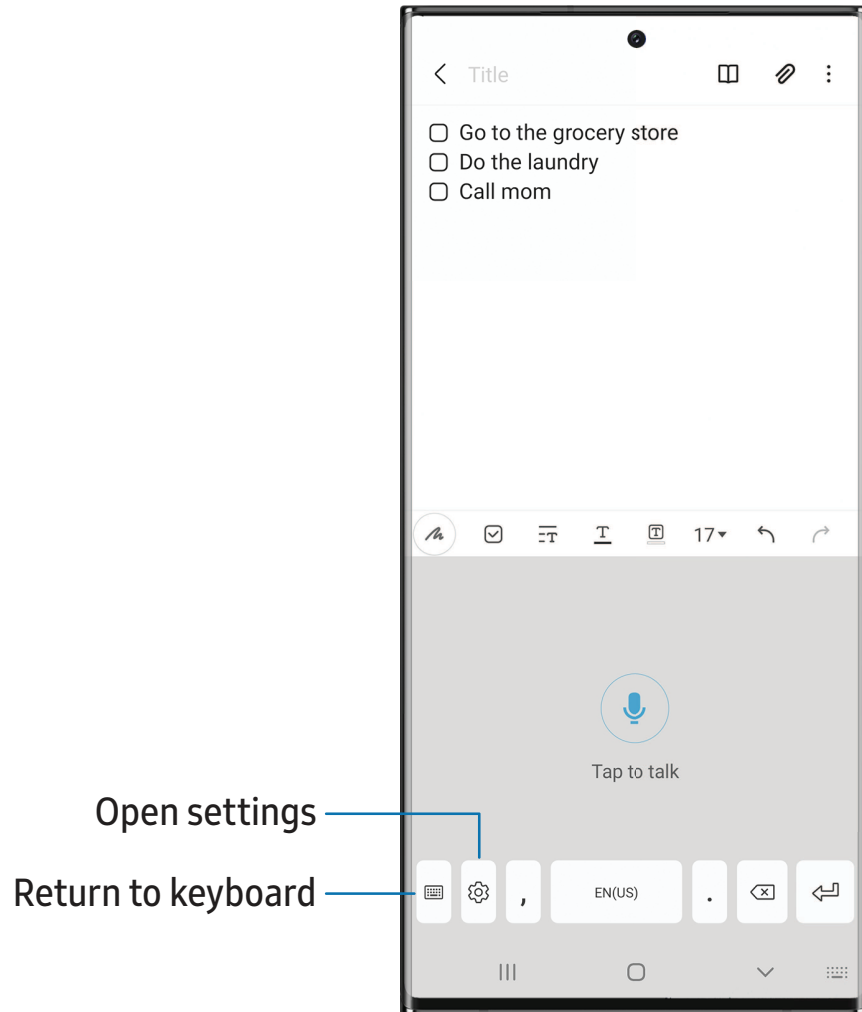 Title
Go to the grocery store
Do the laundry
Call mom
17
Tap to talk
Open settings
Return to keyboard
, EN(US) .